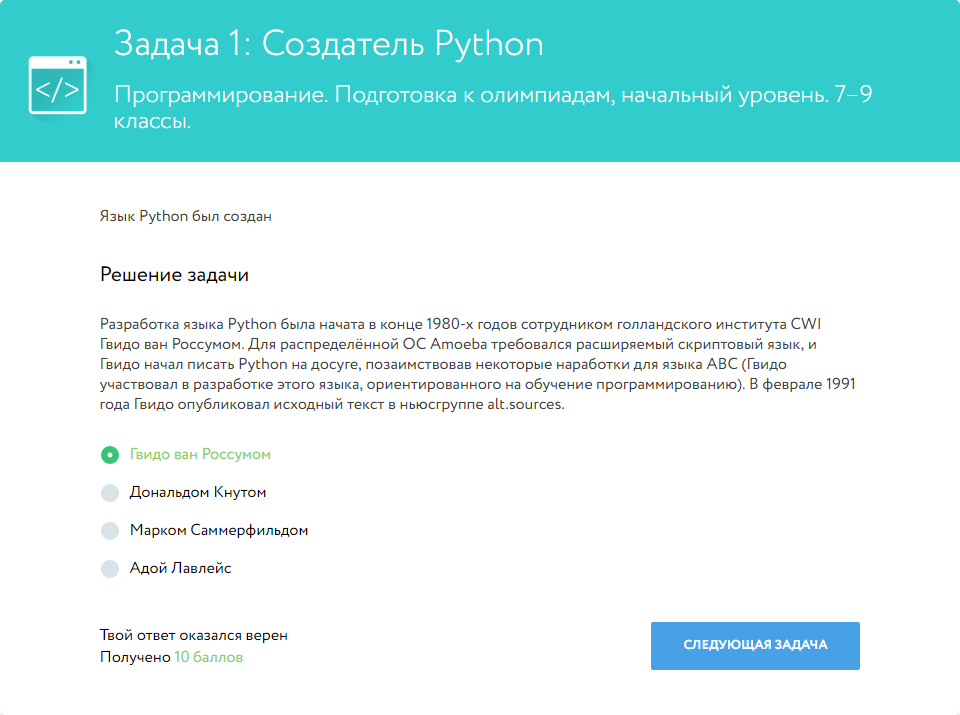 Задача 1: Создатель Python
</>
Программирование. Подготовка к олимпиадам, начальный уровень. 7–9
классы.
Язык Python был создан
Решение задачи
Разработка языка Python была начата в конце 1980-х годов сотрудником голландского института CWI
Гвидо ван Россумом. Для распределённой ОС Amoeba требовался расширяемый скриптовый язык, и
Гвидо начал писать Python на досуге, позаимствовав некоторые наработки для языка ABC (Гвидо
участвовал в разработке этого языка, ориентированного на обучение программированию). В феврале 1991
года Гвидо опубликовал исходный текст в ньюсгруппе alt.sources.
Гвидо ван Россумом
Дональдом Кнутом
Марком Саммерфильдом
Адой Лавлейс
Твой ответ оказался верен
Получено 10 баллов
СЛЕДУЮЩАЯ ЗАДАЧА